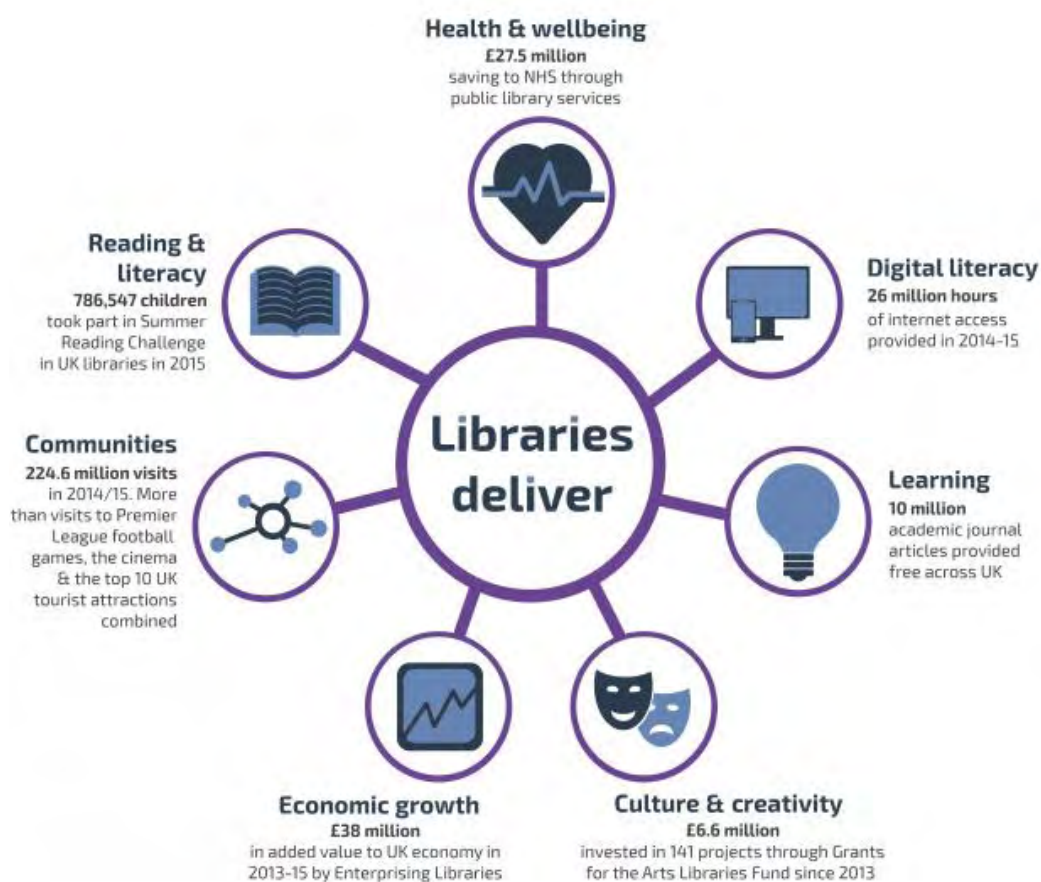 Health & wellbeing
£27.5 million
saving to NHS through
public library services
Reading &
literacy
786,547 children
took part in Summer
Reading Challenge
in UK libraries in 2015
Digital literacy
26 million hours
of internet access
provided in 2014-15
Libraries
deliver
Communities
224.6 million visits
in 2014/15. More
than visits to Premier
League football
games, the cinema
& the top 10 UK
tourist attractions
combined
Learning
10 million
academic journal
articles provided
free across UK
Economic growth
£38 million
in added value to UK economy in
2013-15 by Enterprising Libraries
Culture & creativity
£6.6 million
invested in 141 projects through Grants
for the Arts Libraries Fund since 2013